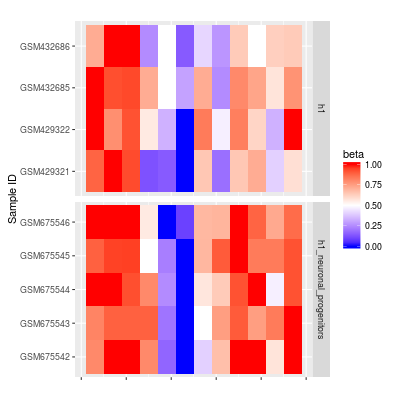 Sample ID
GSM432686
GSM432685
GSM429322
GSM429321
h1
GSM675546
GSM675545
GSM675544
GSM675543
GSM675542
h1_neuronal_progenitors
beta
1.00
0.75
0.50
0.25
0.00